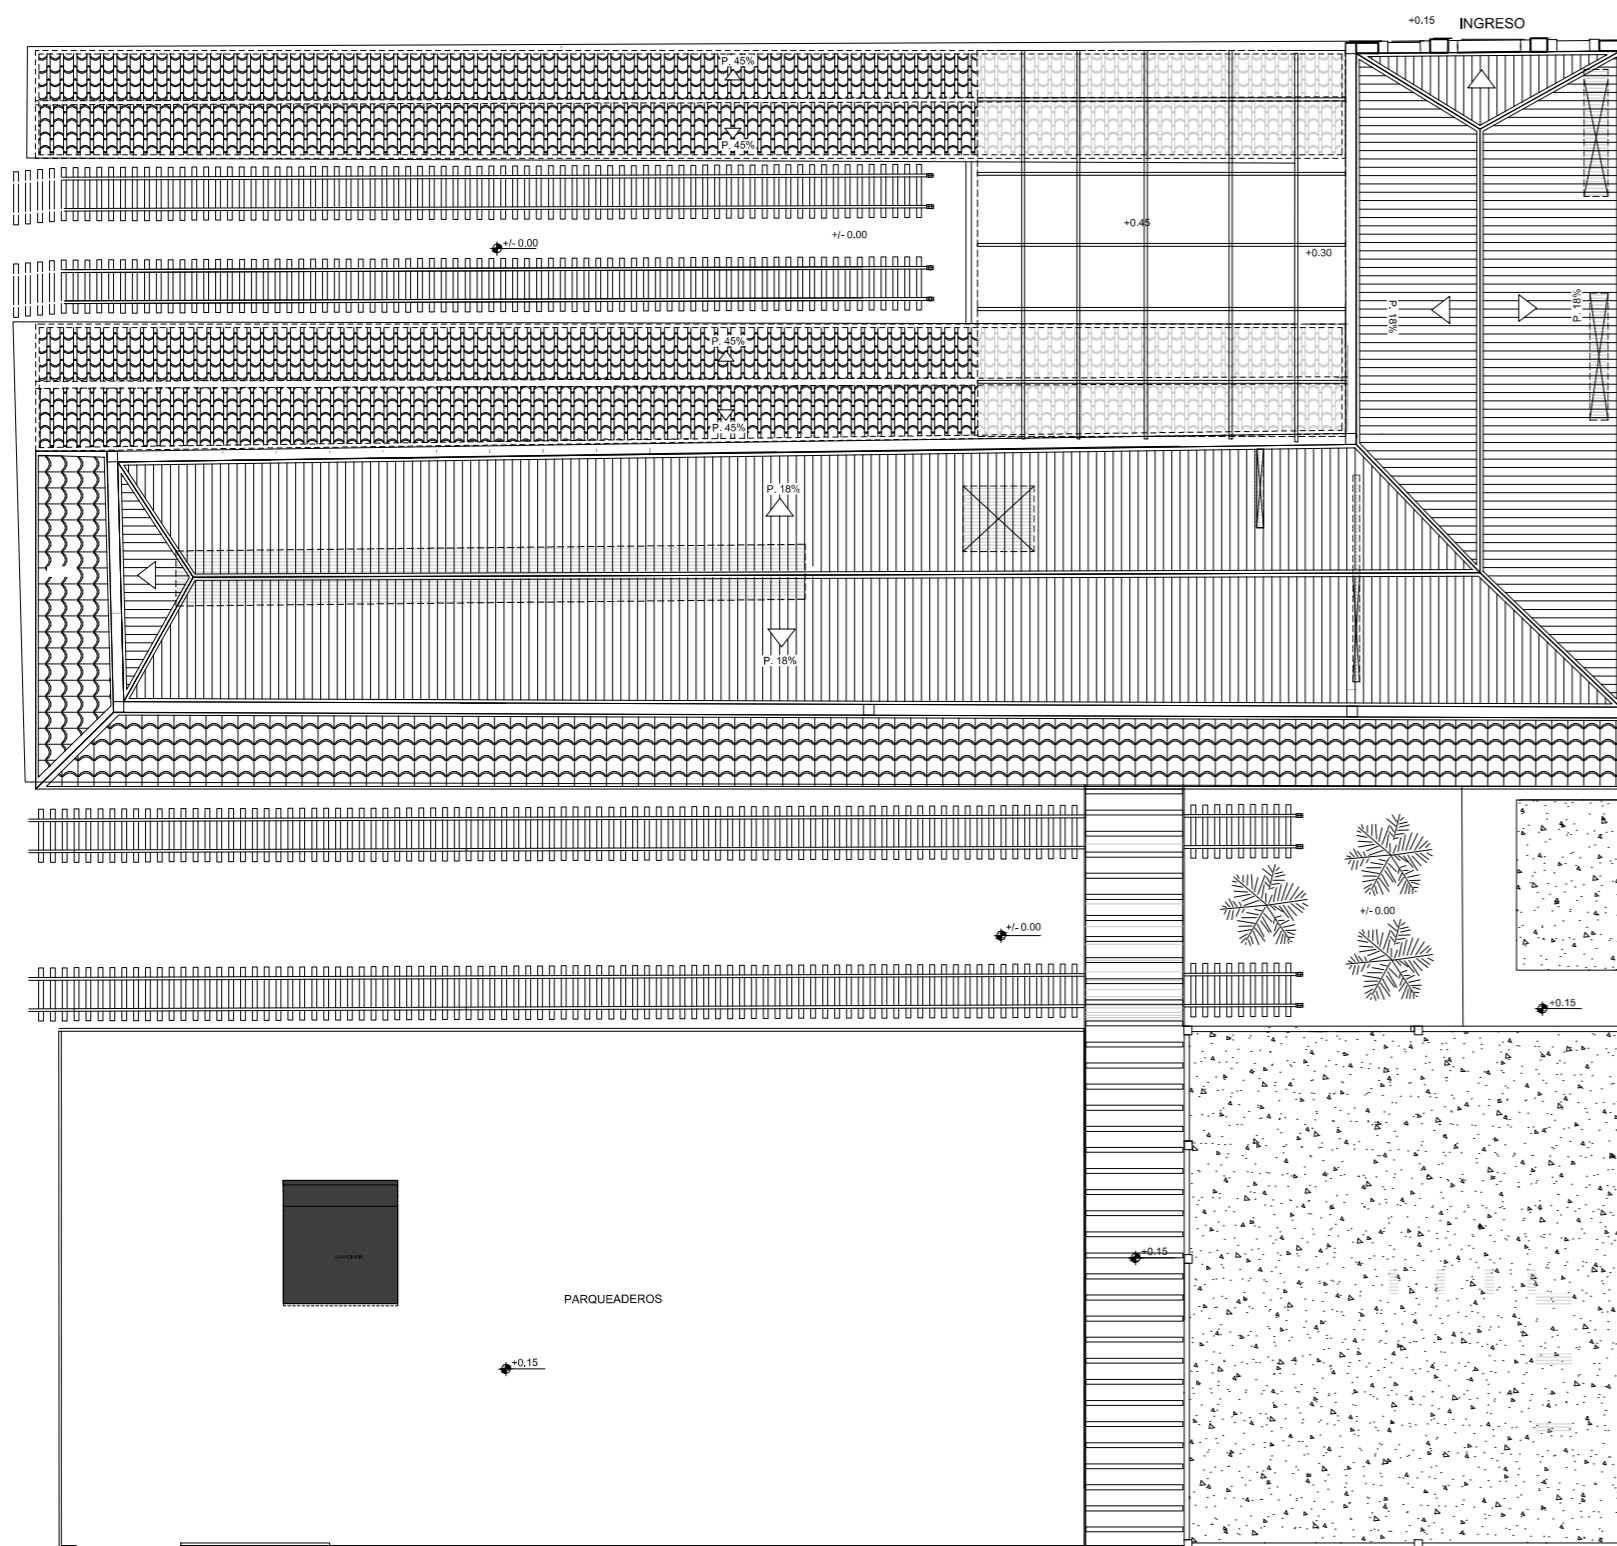 +0.15 INGRESO
P. 45%
P. 45%
+0.45
+/- 0.00
+/- 0.00
+0.30
P. 18%
P. 18%
P. 45%
P. 45%
P. 18%
P. 18%
+/- 0.00
+/- 0.00
+0.15
+0.15
PARQUEADEROS
+0,15